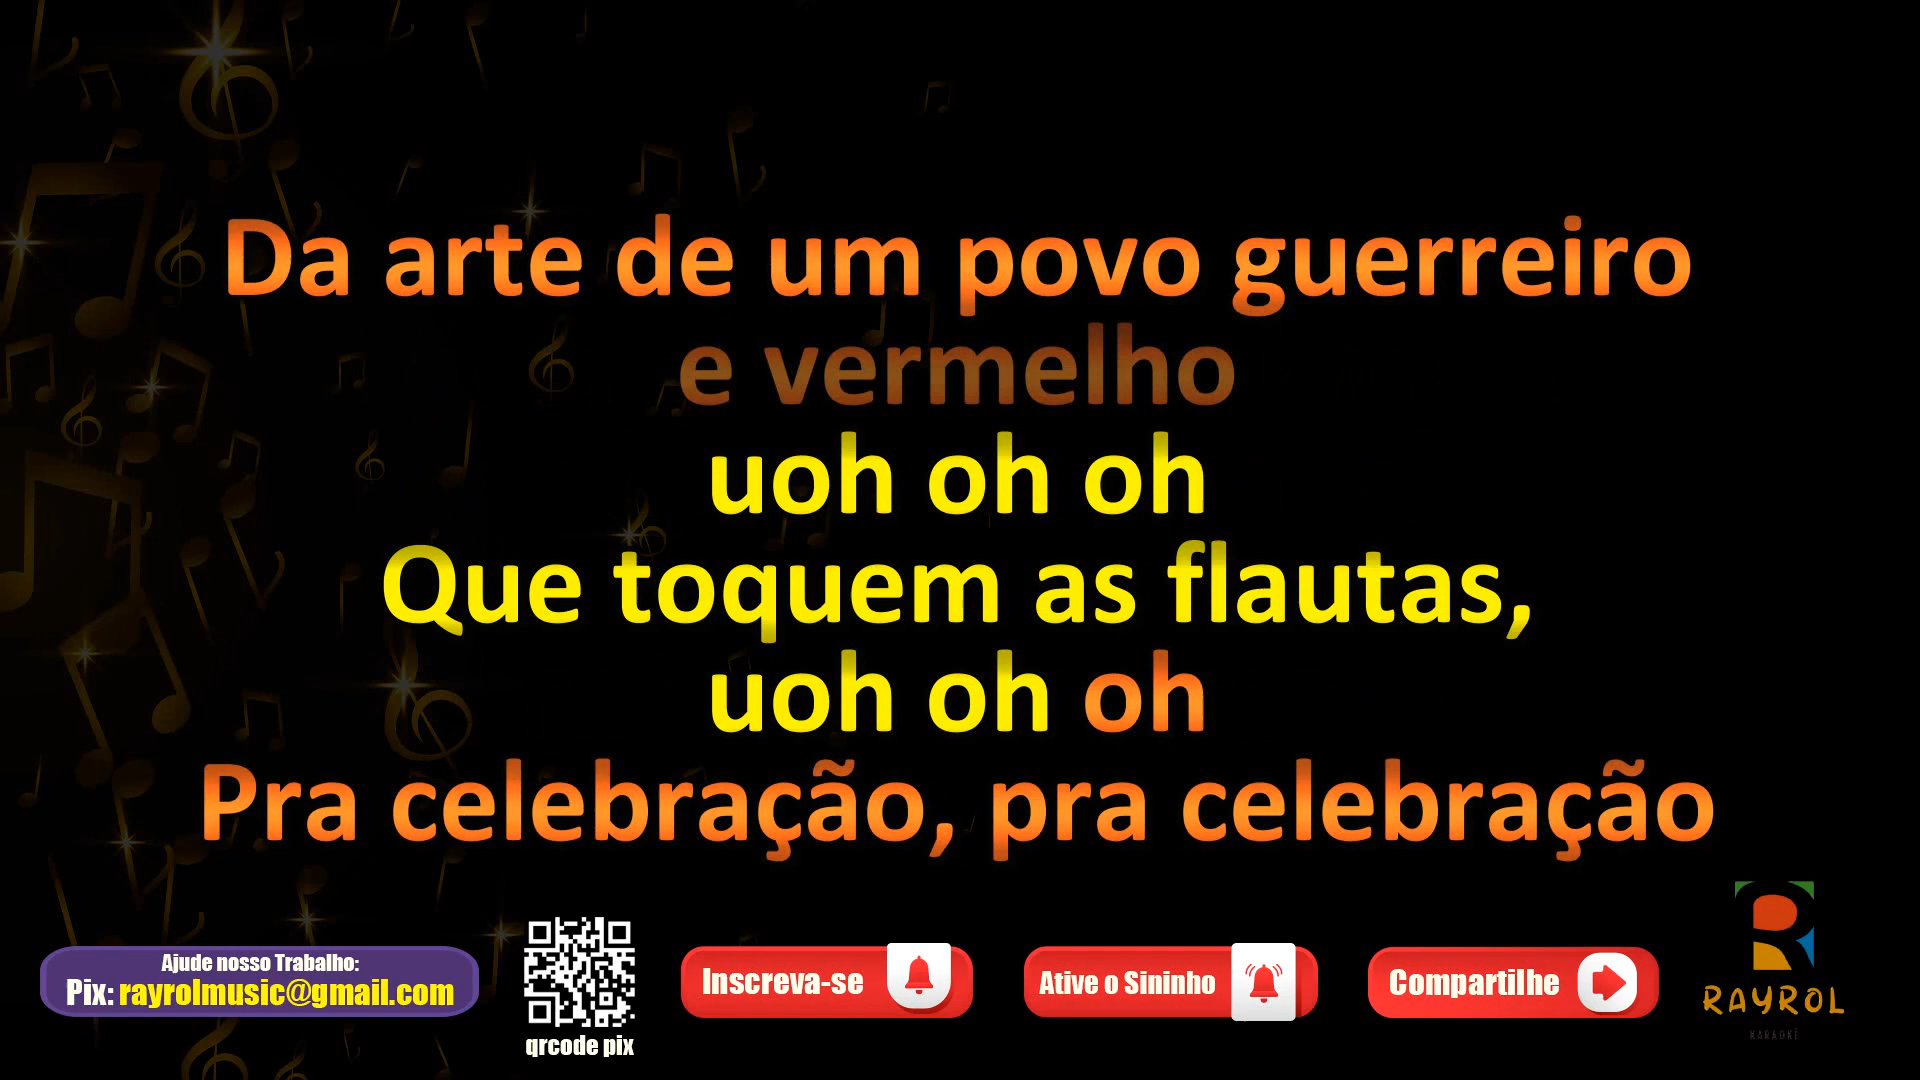 Da arte de um povo guerreiro
e vermelho
uoh oh oh
Que toquem as flautas,
uoh oh oh
Pra celebração, pra celebração
Ajude nosso Trabalho:
Pix: rayrolmusic@gmail.com
qrcode pix
Inscreva-se
Ative o Sininho
Compartilhe
RAYROL
KARAOKÊ